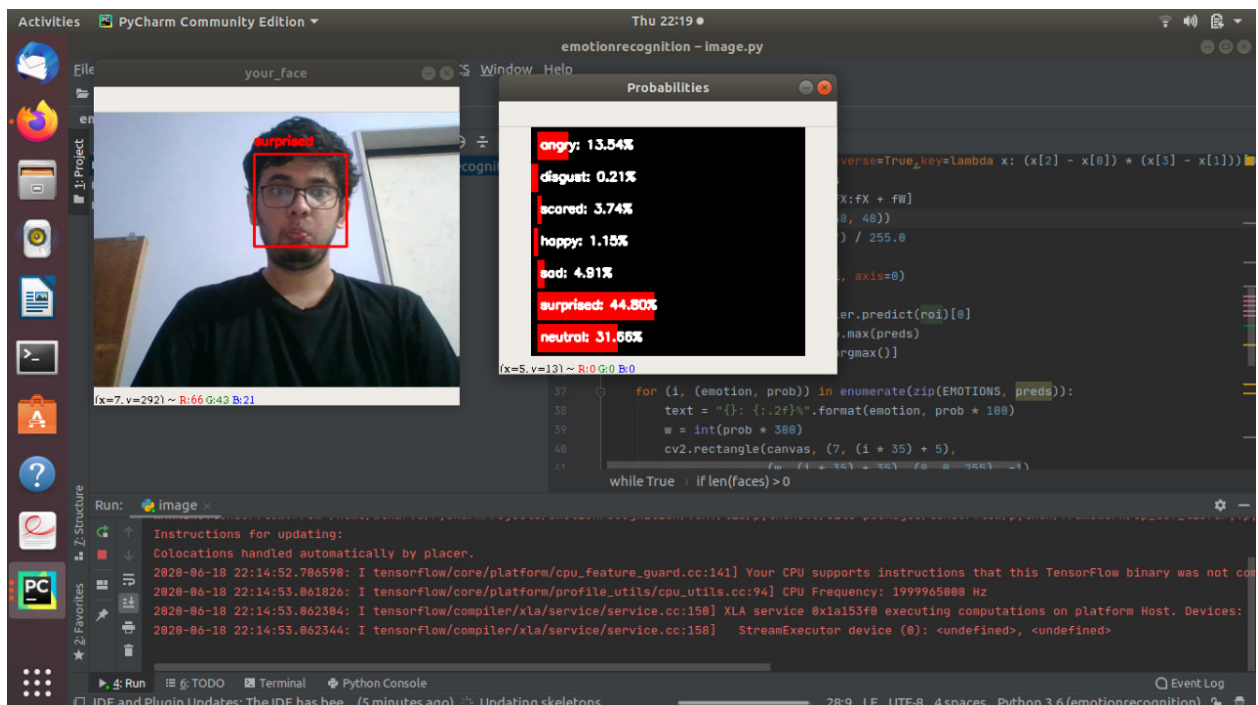 Activities PyCharm Community Edition Thu 22:19
emotionrecognition – image.py
File Window Help
your_face
surprised
Probabilities
angry: 13.54%
disgust: 0.21%
scared: 3.74%
happy: 1.15%
sad: 4.91%
surprised: 44.80%
neutral: 31.66%
(x=5, y=13) ~ R:0 G:0 B:0
(x=7, y=292) ~ R:66 G:43 B:21
1: Project
verse=True,key=lambda x: (x[2] - x[0]) * (x[3] - x[1]))
fX:fX + fW]
48))
) / 255.0
axis=0)
er.predict(roi)[0]
.max(preds)
rgmax()]
37 for (i, (emotion, prob)) in enumerate(zip(EMOTIONS, preds)):
38 text = "{}: {:.2f}%".format(emotion, prob * 100)
39 w = int(prob * 300)
40 cv2.rectangle(canvas, (7, (i * 35) + 5),
41 (w, (i * 35) + 35), (0, 0, 255), -1)
while True if len(faces) > 0
Run: image
Instructions for updating:
Colocations handled automatically by placer.
2020-06-18 22:14:52.706590: I tensorflow/core/platform/cpu_feature_guard.cc:141] Your CPU supports instructions that this TensorFlow binary was not com
2020-06-18 22:14:53.061826: I tensorflow/core/platform/profile_utils/cpu_utils.cc:94] CPU Frequency: 1999965000 Hz
2020-06-18 22:14:53.062304: I tensorflow/compiler/xla/service/service.cc:150] XLA service 0x1a153f0 executing computations on platform Host. Devices:
2020-06-18 22:14:53.062344: I tensorflow/compiler/xla/service/service.cc:158] StreamExecutor device (0): <undefined>, <undefined>
7: Structure
2: Favorites
4: Run 6: TODO Terminal Python Console Event Log
IDE and Plugin Updates: The IDE has bee... (5 minutes ago) Updating skeletons... 28:9 LF UTF-8 4 spaces Python 3.6 (emotionrecognition)